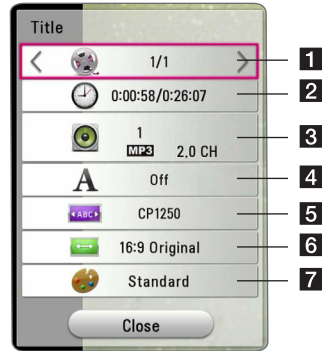 Title
1/1 1
0:00:58/0:26:07 2
1 3
MP3 2.0 CH
A Off 4
ABC CP1250 5
16:9 Original 6
Standard 7
Close